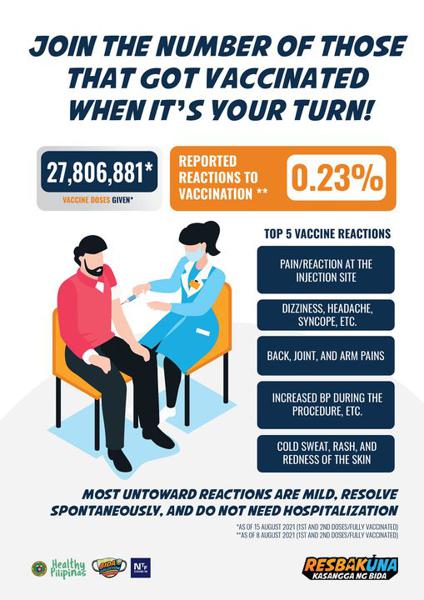 JOIN THE NUMBER OF THOSE
THAT GOT VACCINATED
WHEN IT'S YOUR TURN!
27,806,881*
VACCINE DOSES GIVEN*
REPORTED
REACTIONS TO
VACCINATION **
0.23%
TOP 5 VACCINE REACTIONS
PAIN/REACTION AT THE
INJECTION SITE
DIZZINESS, HEADACHE,
SYNCOPE, ETC.
BACK, JOINT, AND ARM PAINS
INCREASED BP DURING THE
PROCEDURE, ETC.
COLD SWEAT, RASH, AND
REDNESS OF THE SKIN
MOST UNTOWARD REACTIONS ARE MILD, RESOLVE
SPONTANEOUSLY, AND DO NOT NEED HOSPITALIZATION
*AS OF 15 AUGUST 2021 (1ST AND 2ND DOSES/FULLY VACCINATED)
**AS OF 8 AUGUST 2021 (1ST AND 2ND DOSES/FULLY VACCINATED)
Healthy
Pilipinas
BIDA
RESBAKUNA
KASANGGA NG BIDA